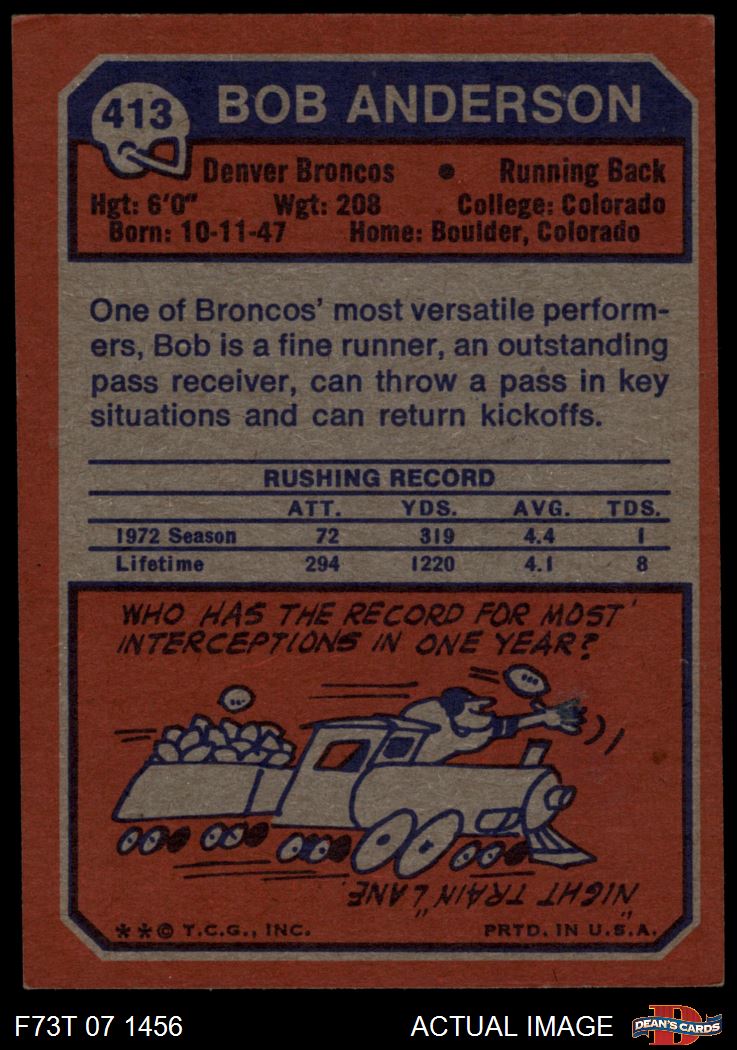 413 BOB ANDERSON
Denver Broncos • Running Back
Hgt: 6'0" Wgt: 208 College: Colorado
Born: 10-11-47 Home: Boulder, Colorado
One of Broncos' most versatile perform-
ers, Bob is a fine runner, an outstanding
pass receiver, can throw a pass in key
situations and can return kickoffs.
RUSHING RECORD
ATT. YDS. AVG. TDS.
1972 Season 72 319 4.4 1
Lifetime 294 1220 4.1 8
WHO HAS THE RECORD FOR MOST
INTERCEPTIONS IN ONE YEAR?
"NIGHT TRAIN" LANE.
**© T.C.G., INC. PRTD. IN U.S.A.
F73T 07 1456 ACTUAL IMAGE D DEAN'S CARDS